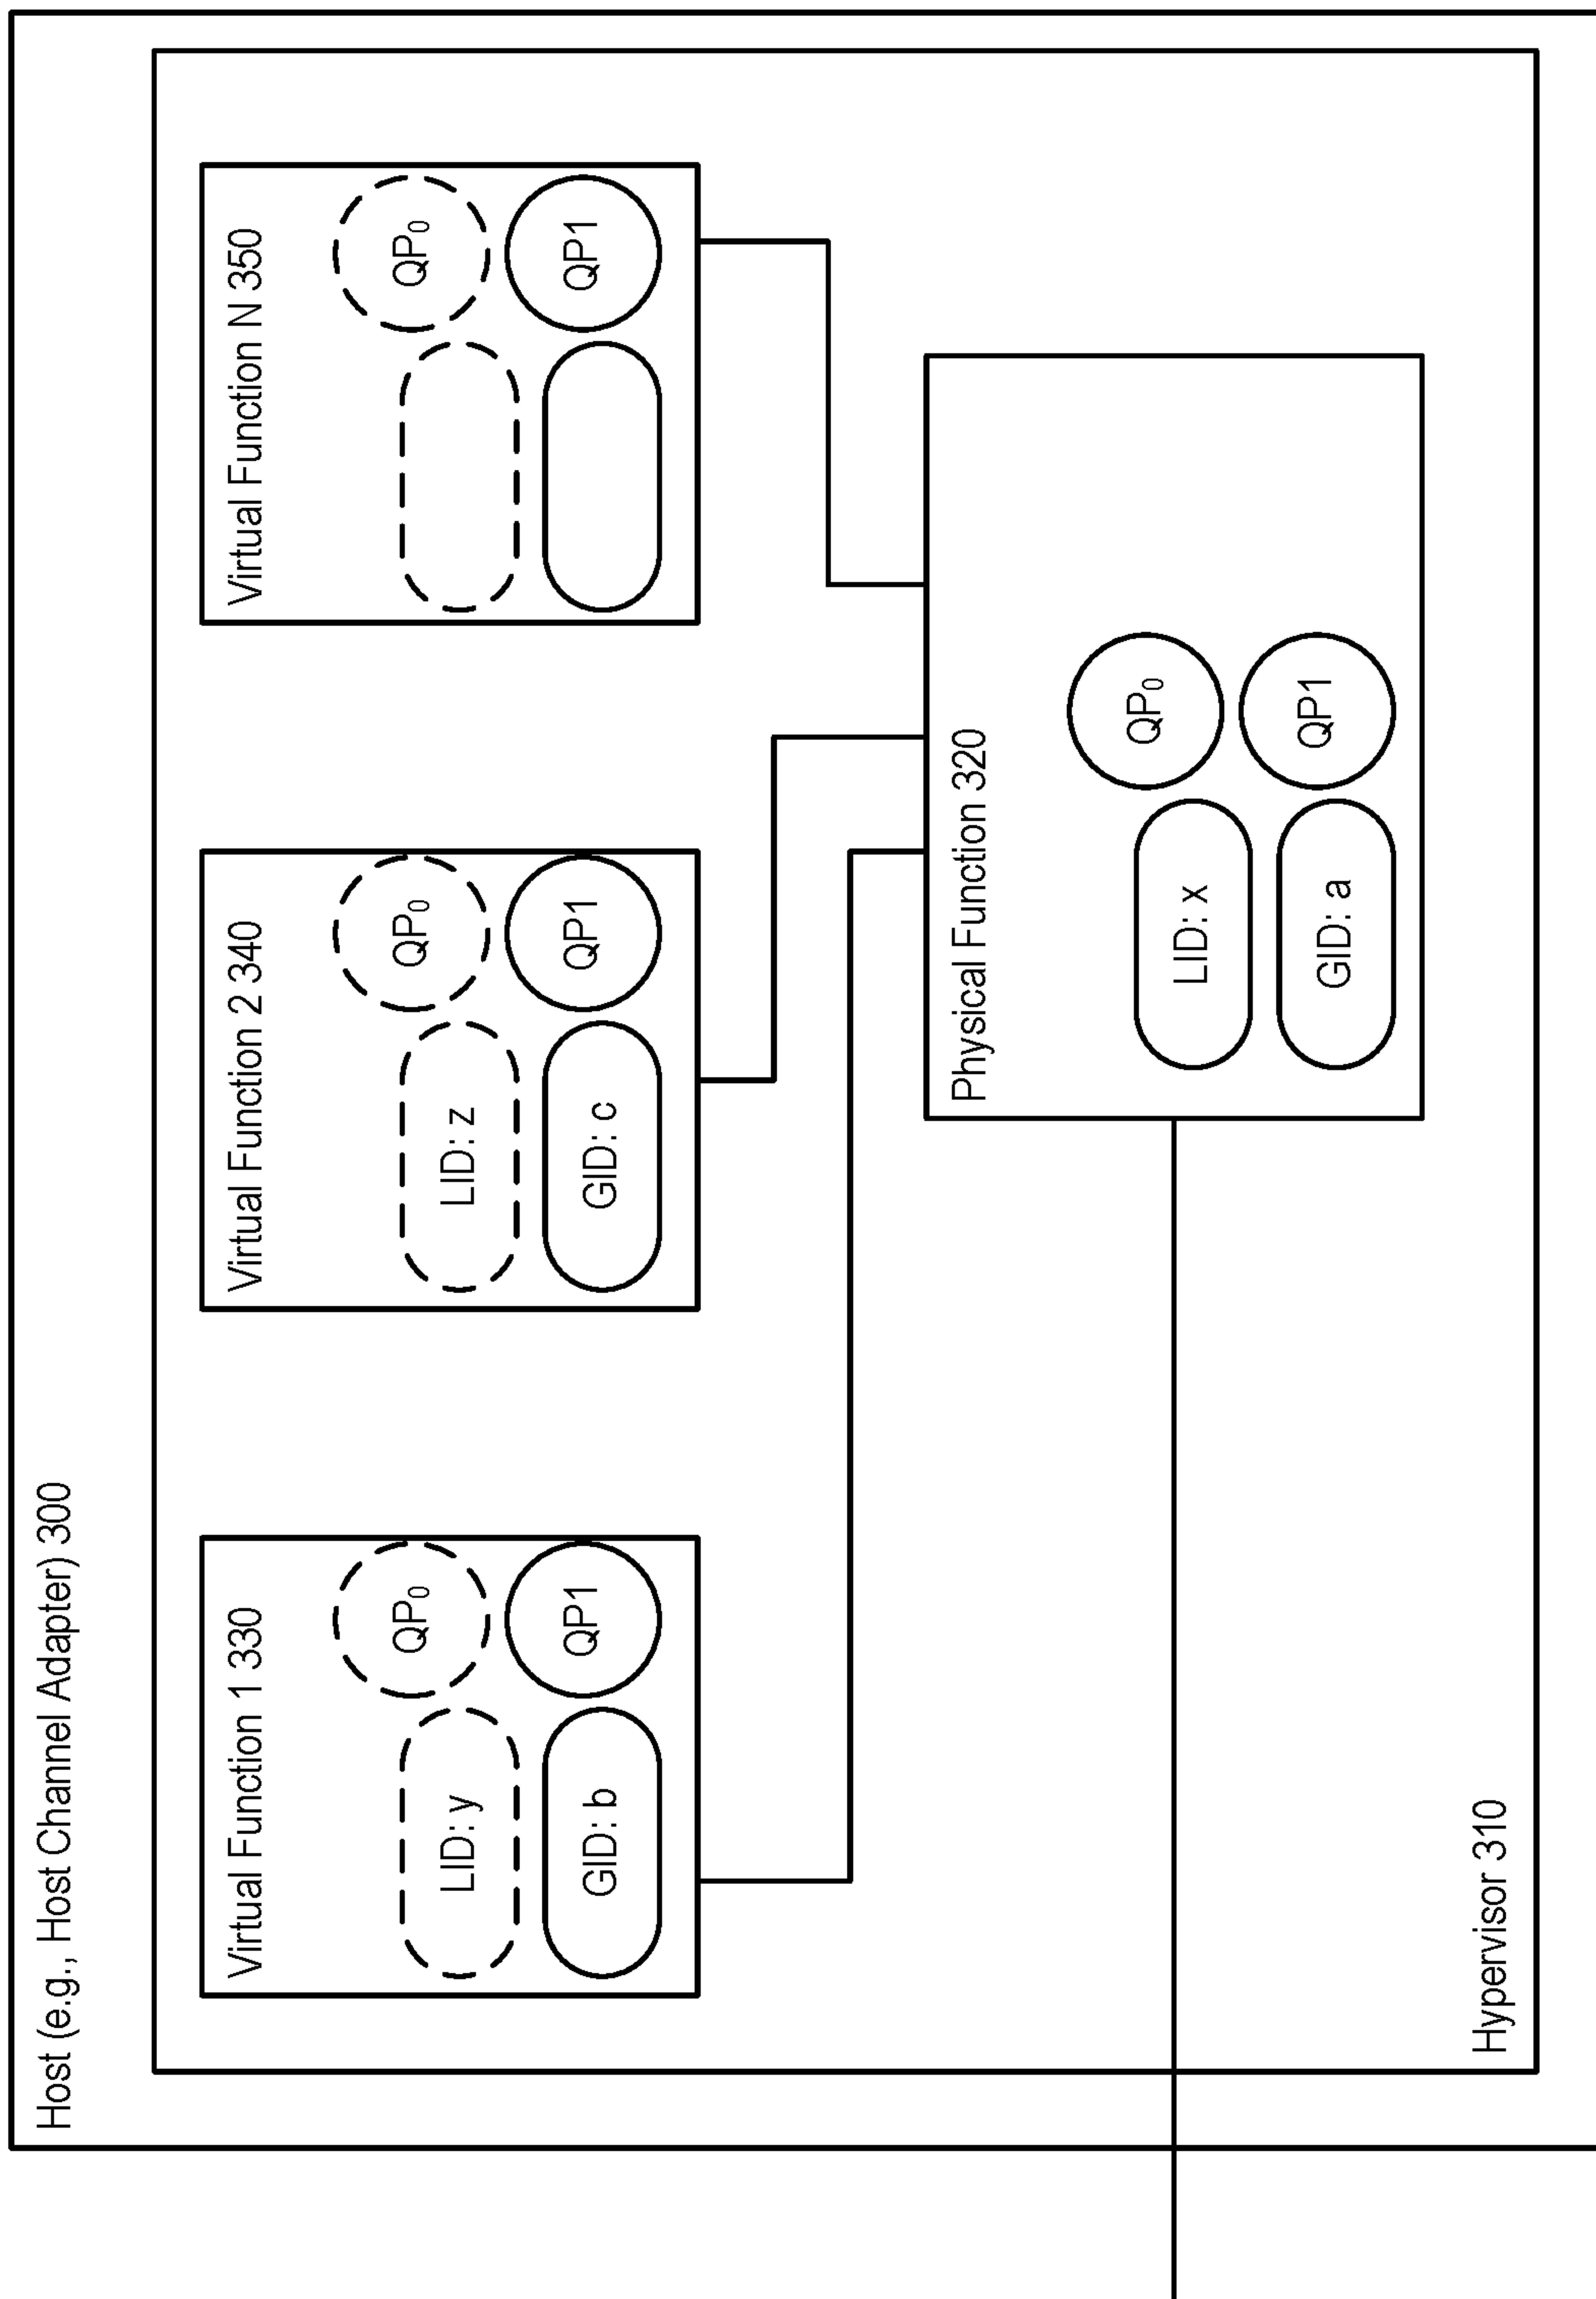 Host (e.g., Host Channel Adapter) 300
Virtual Function 1 330
LID: y
QP₀
GID: b
QP1
Virtual Function 2 340
LID: z
QP₀
GID: c
QP1
Virtual Function N 350
QP₀
QP1
Physical Function 320
LID: x
QP₀
GID: a
QP1
Hypervisor 310